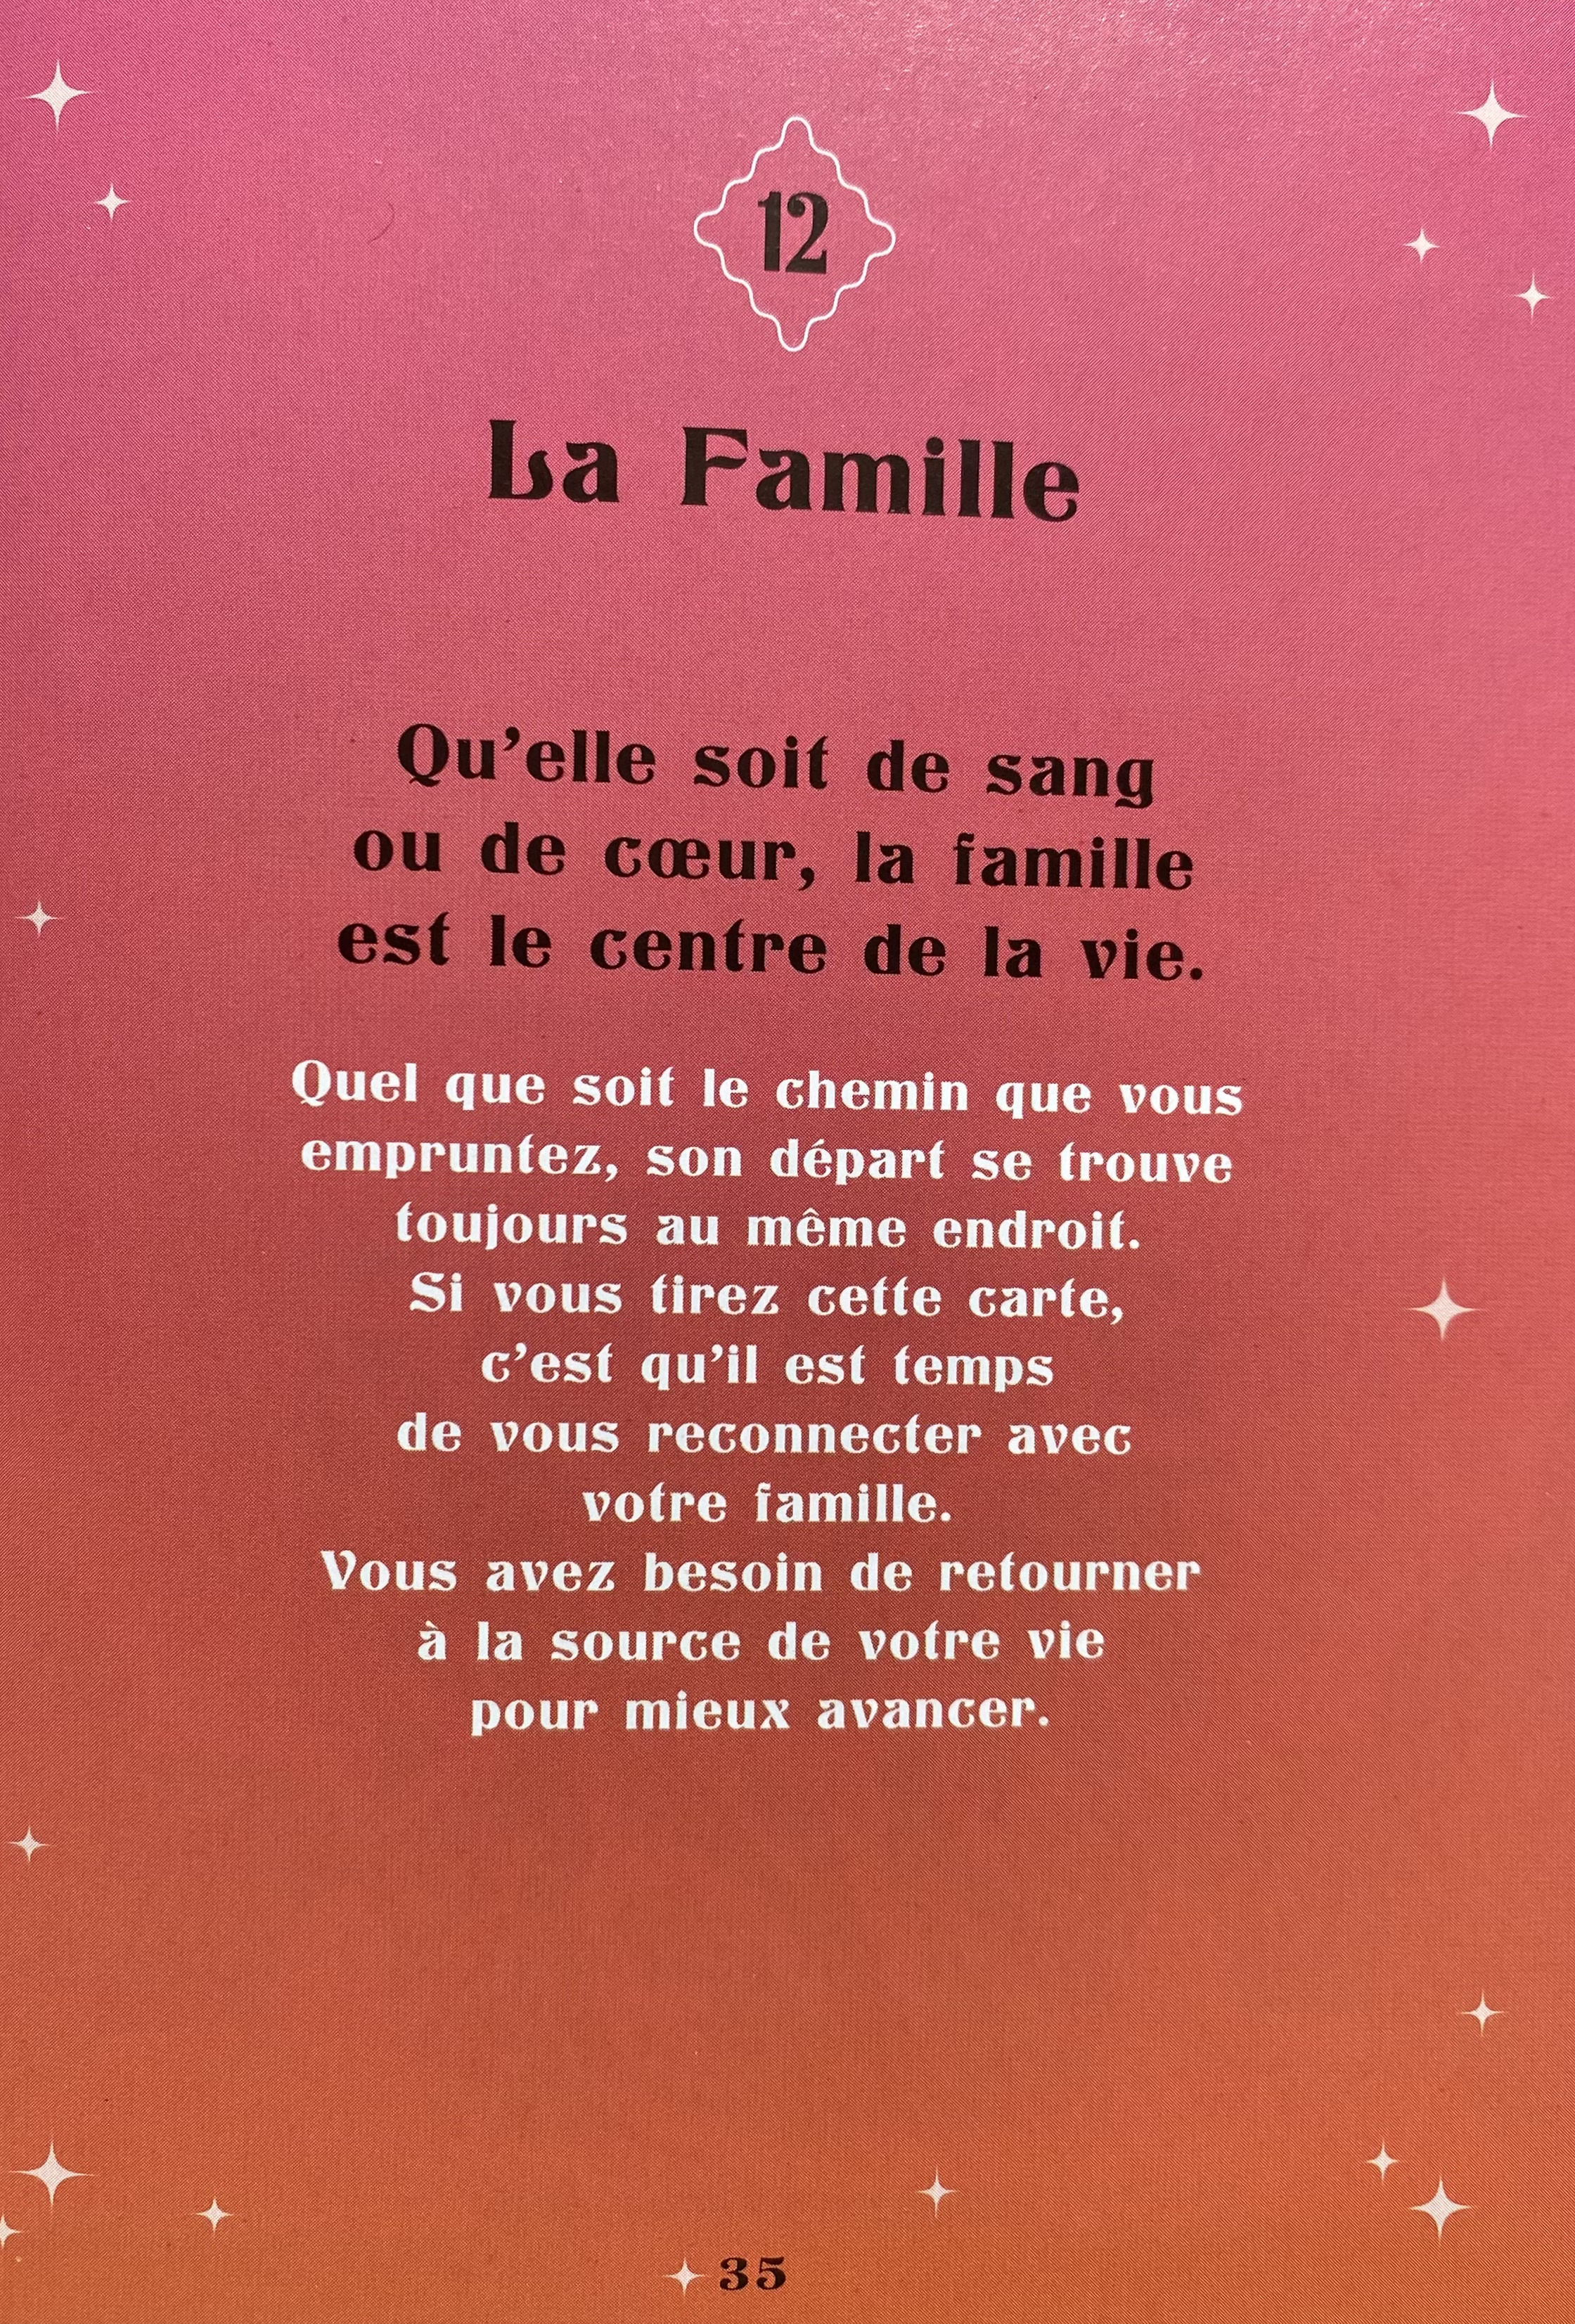 12
La Famille
Qu'elle soit de sang
ou de cœur, la famille
est le centre de la vie.
Quel que soit le chemin que vous
empruntez, son départ se trouve
toujours au même endroit.
Si vous tirez cette carte,
c'est qu'il est temps
de vous reconnecter avec
votre famille.
Vous avez besoin de retourner
à la source de votre vie
pour mieux avancer.
35